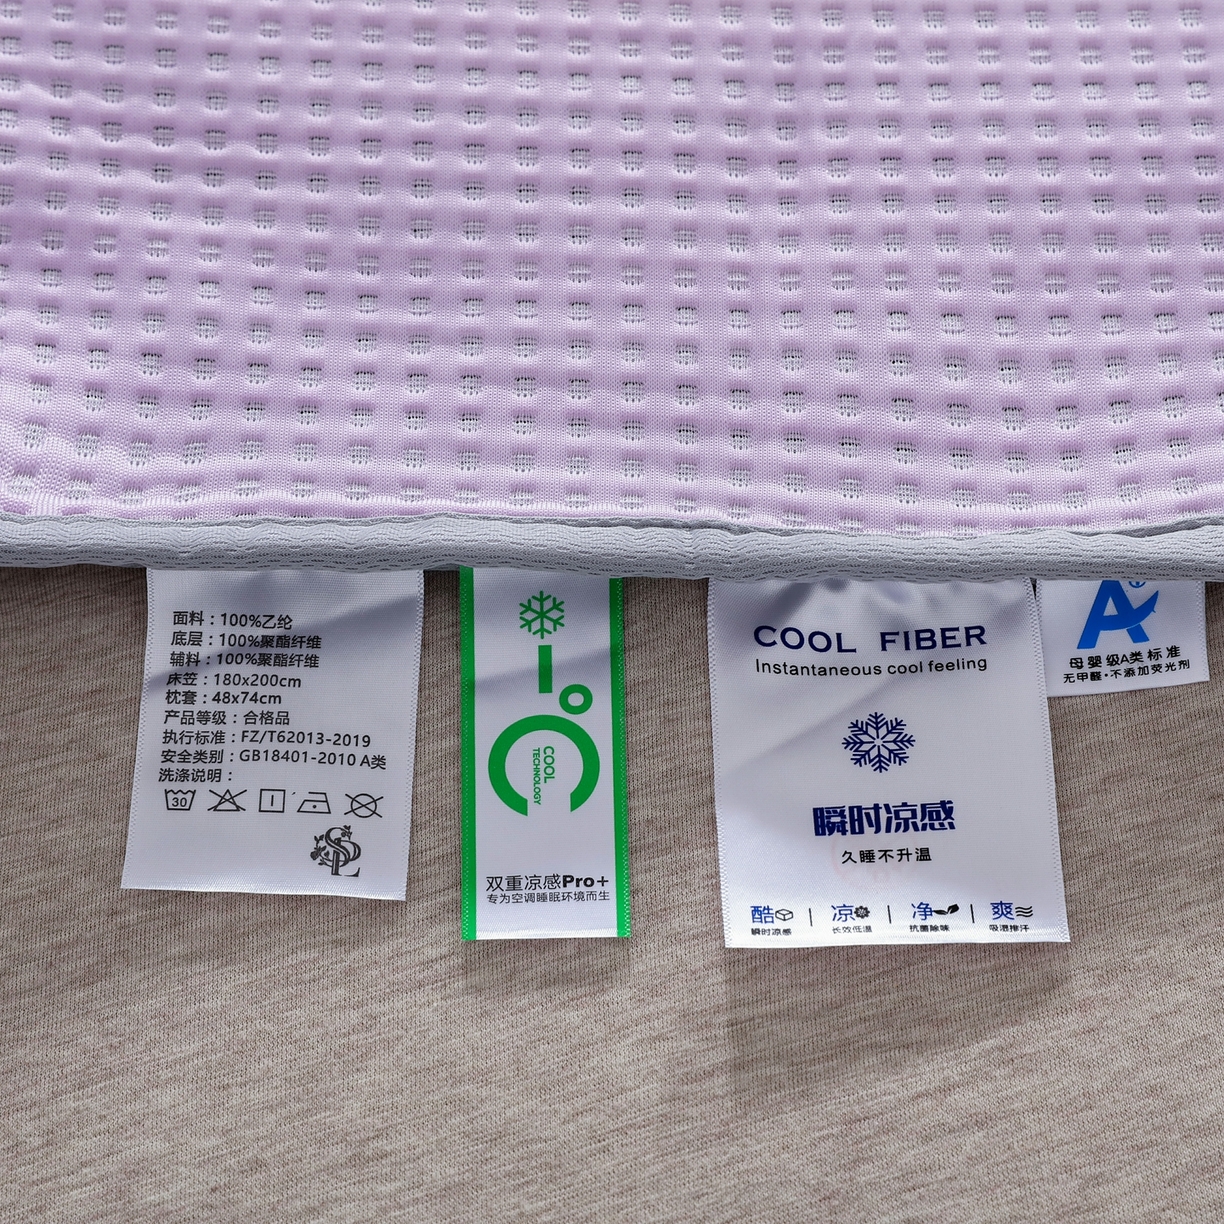 面料：100%乙纶
底层：100%聚酯纤维
辅料：100%聚酯纤维
床笠：180x200cm
枕套：48x74cm
产品等级：合格品
执行标准：FZ/T62013-2019
安全类别：GB18401-2010 A类
洗涤说明：
30
SL
COOL
TECHNOLOGY
双重凉感Pro+
专为空调睡眠环境而生
COOL FIBER
Instantaneous cool feeling
瞬时凉感
久睡不升温
酷 | 凉 | 净 | 爽
瞬时凉感 长效低温 抗菌除味 吸湿排汗
A
母婴级A类标准
无甲醛·不添加荧光剂